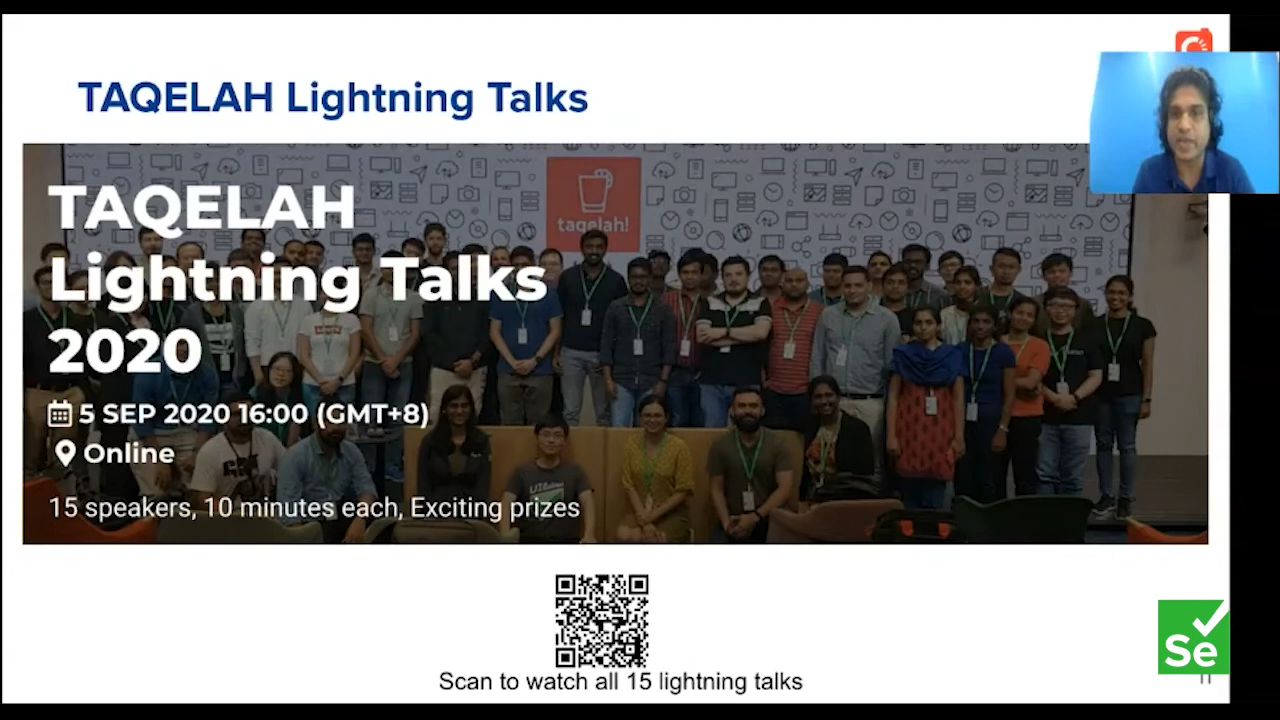 TAQELAH Lightning Talks
taqelah!
TAQELAH
Lightning Talks
2020
5 SEP 2020 16:00 (GMT+8)
Online
15 speakers, 10 minutes each, Exciting prizes
Scan to watch all 15 lightning talks
Se